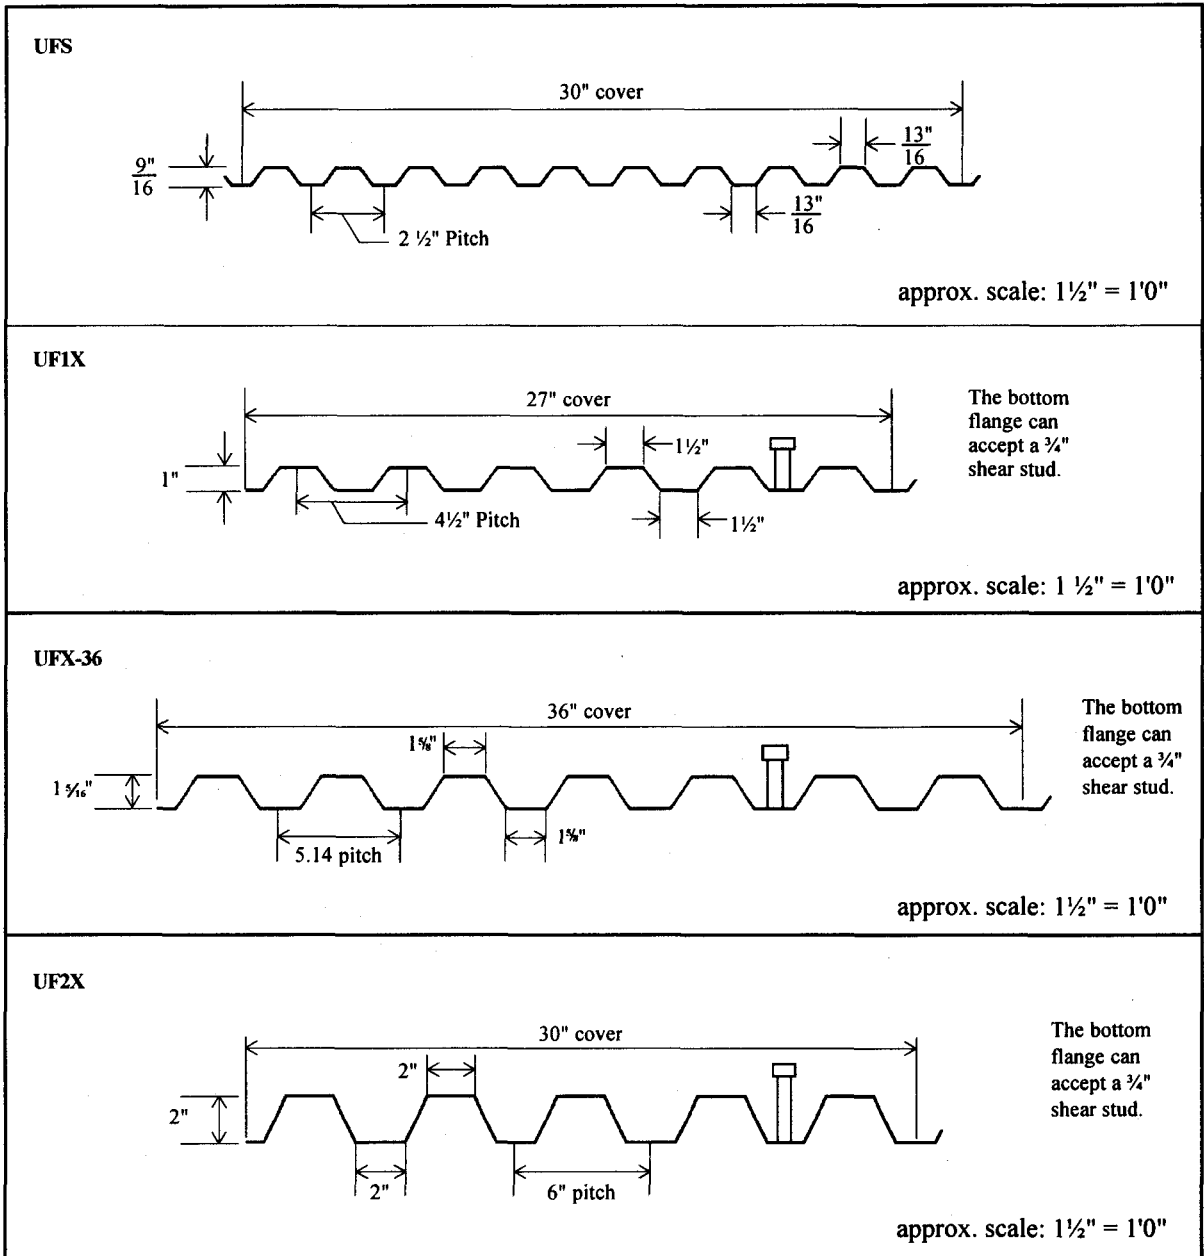 UFS
30" cover
9"
16
13"
16
13"
16
2 ½" Pitch
approx. scale: 1½" = 1'0"
UF1X
27" cover
The bottom
flange can
accept a ¾"
shear stud.
1½"
1"
4½" Pitch
1½"
approx. scale: 1 ½" = 1'0"
UFX-36
36" cover
The bottom
flange can
accept a ¾"
shear stud.
1⅝"
1 5⁄16"
1⅝"
5.14 pitch
approx. scale: 1½" = 1'0"
UF2X
30" cover
The bottom
flange can
accept a ¾"
shear stud.
2"
2"
2"
6" pitch
approx. scale: 1½" = 1'0"